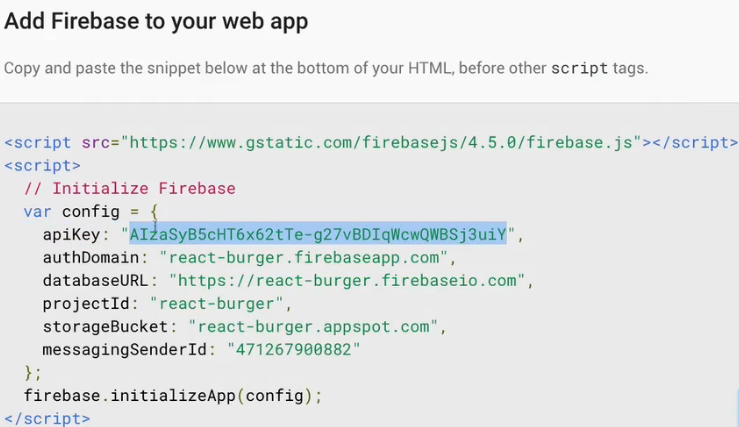 Add Firebase to your web app
Copy and paste the snippet below at the bottom of your HTML, before other script tags.
<script src="https://www.gstatic.com/firebasejs/4.5.0/firebase.js"></script>
<script>
// Initialize Firebase
var config = {
apiKey: "AIzaSyB5cHT6x62tTe-g27vBDIqWcwQWBSj3uiY",
authDomain: "react-burger.firebaseapp.com",
databaseURL: "https://react-burger.firebaseio.com",
projectId: "react-burger",
storageBucket: "react-burger.appspot.com",
messagingSenderId: "471267900882"
};
firebase.initializeApp(config);
</script>